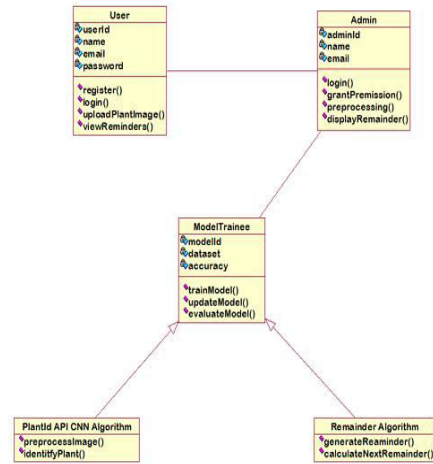 User
userId
name
email
password
register()
login()
uploadPlantImage()
viewReminders()
Admin
adminId
name
email
login()
grantPremission()
preprocessing()
displayRemainder()
ModelTrainee
modelId
dataset
accuracy
trainModel()
updateModel()
evaluateModel()
PlantId API CNN Algorithm
preprocessImage()
identitfyPlant()
Remainder Algorithm
generateReaminder()
calculateNextRemainder()